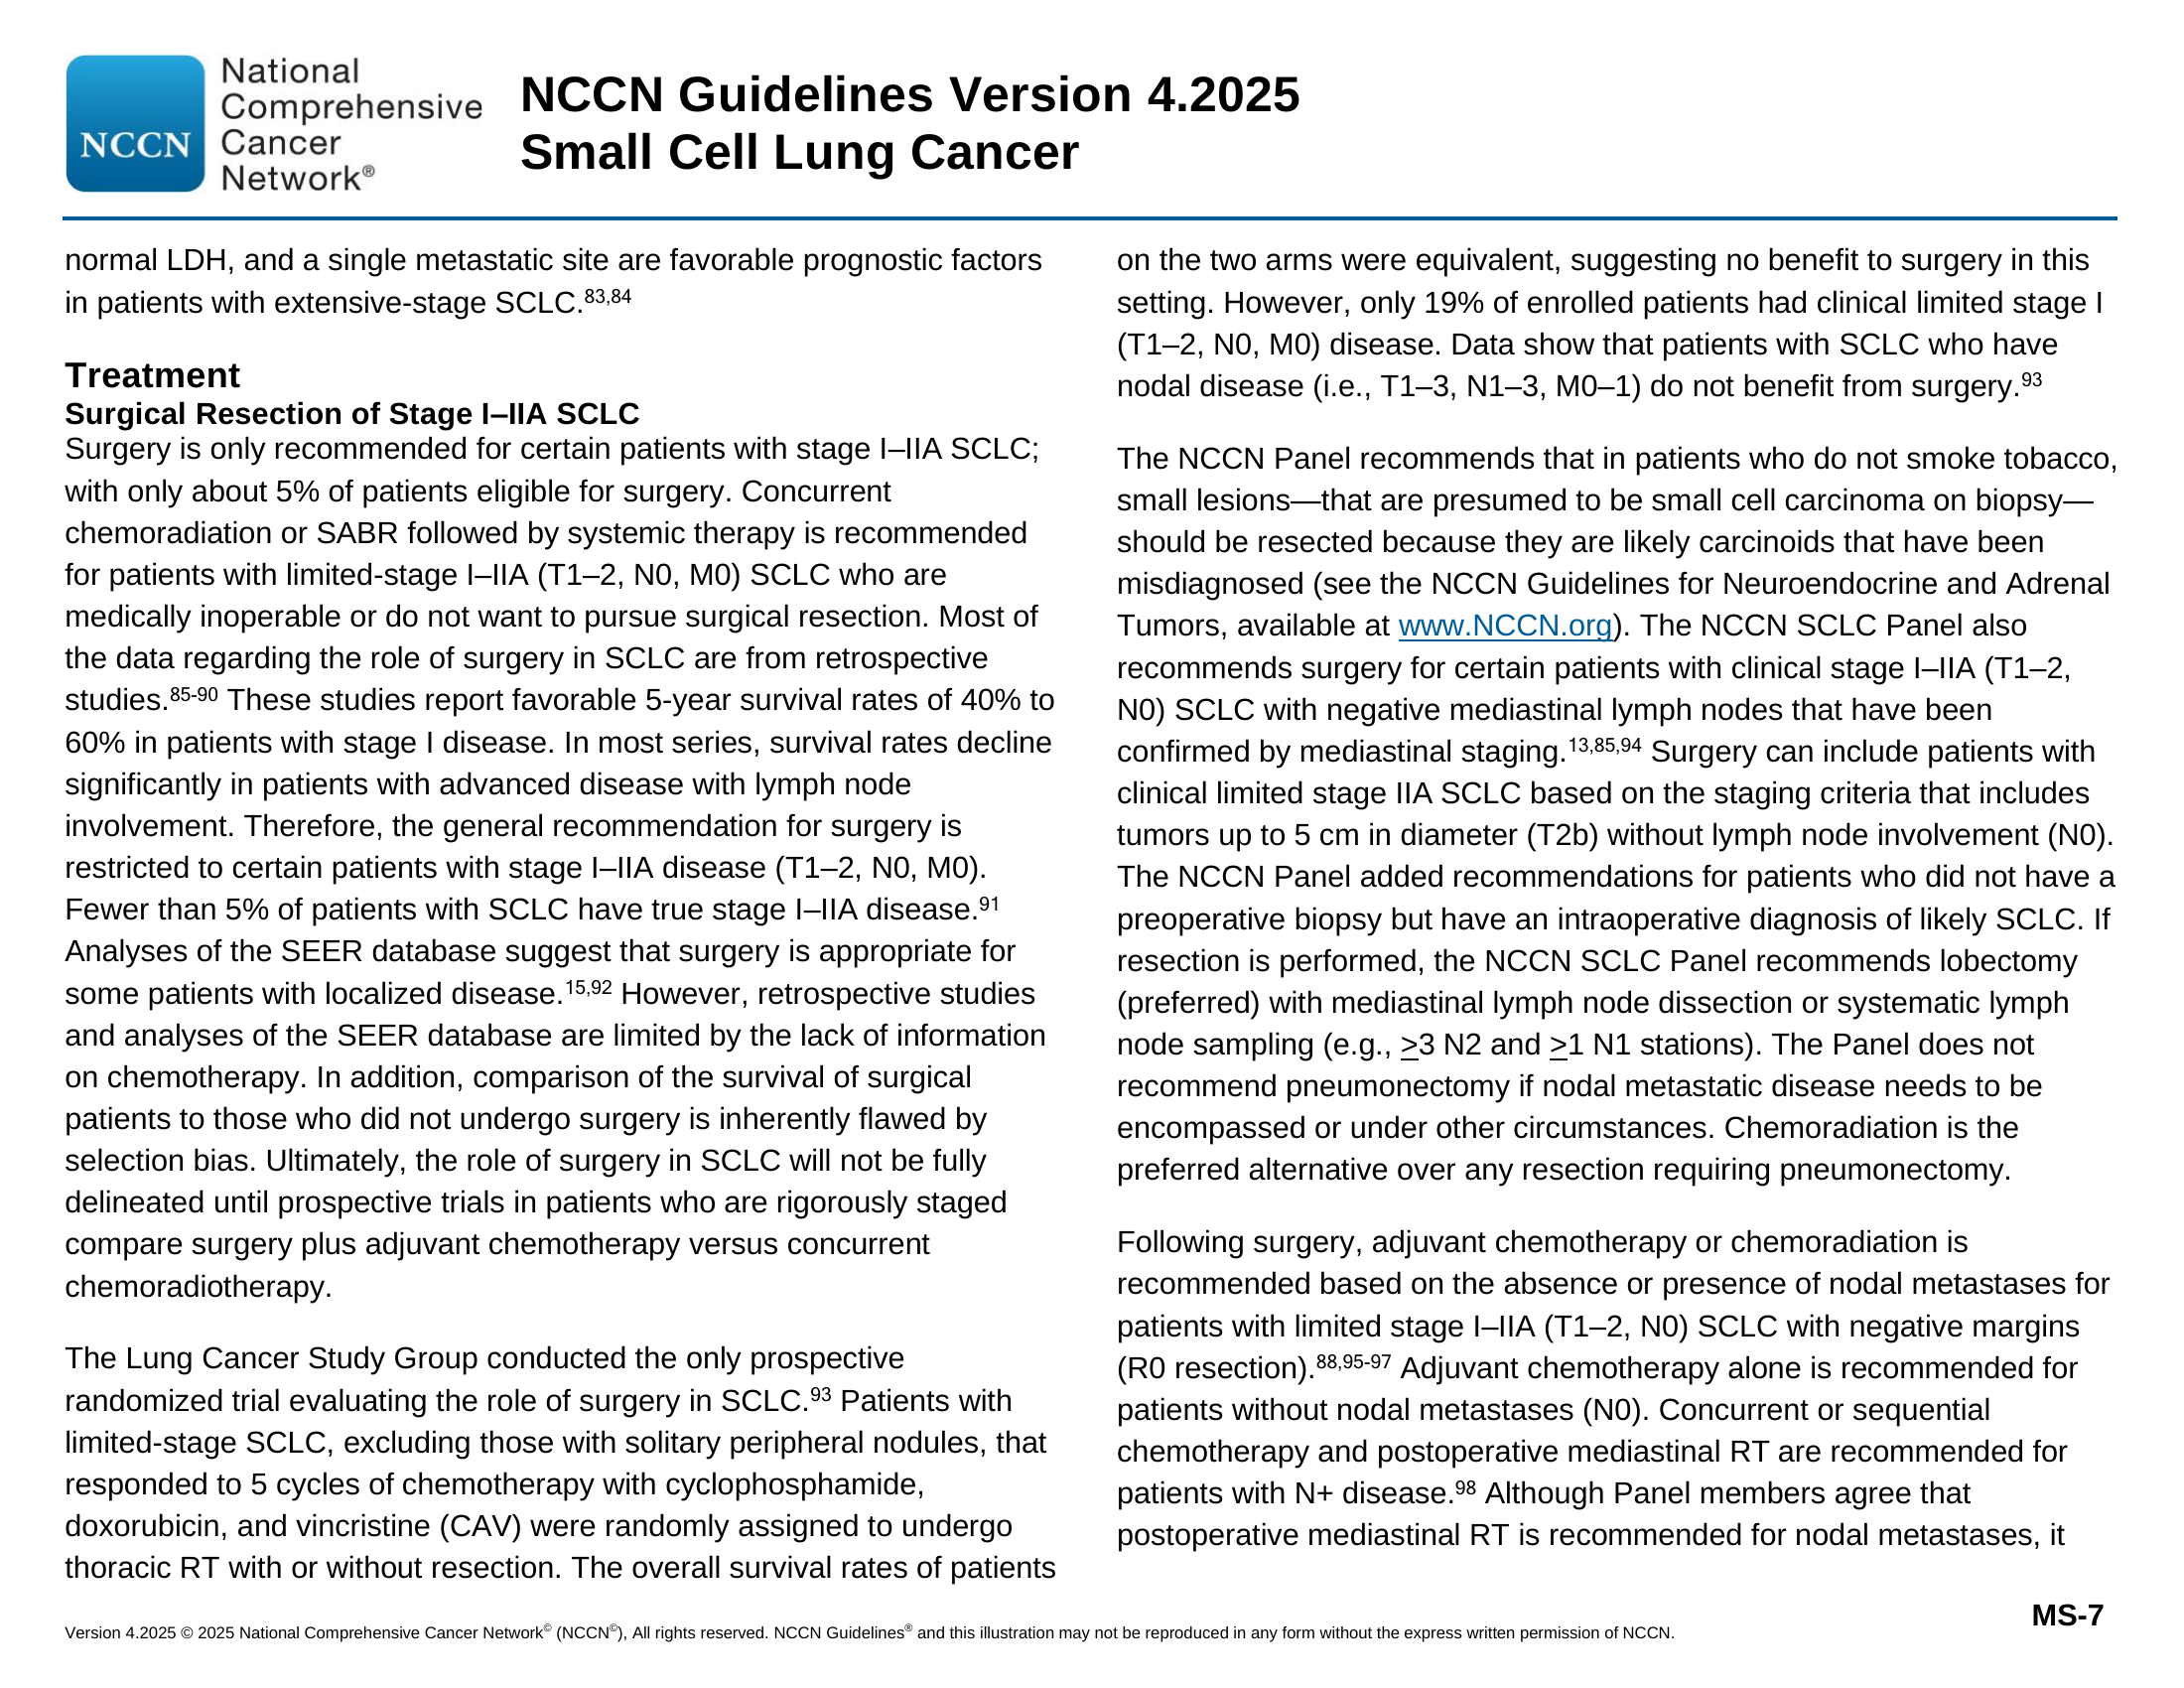 NCCN
National
Comprehensive
Cancer
Network®
NCCN Guidelines Version 4.2025
Small Cell Lung Cancer
normal LDH, and a single metastatic site are favorable prognostic factors
in patients with extensive-stage SCLC.83,84
Treatment
Surgical Resection of Stage I–IIA SCLC
Surgery is only recommended for certain patients with stage I–IIA SCLC;
with only about 5% of patients eligible for surgery. Concurrent
chemoradiation or SABR followed by systemic therapy is recommended
for patients with limited-stage I–IIA (T1–2, N0, M0) SCLC who are
medically inoperable or do not want to pursue surgical resection. Most of
the data regarding the role of surgery in SCLC are from retrospective
studies.85-90 These studies report favorable 5-year survival rates of 40% to
60% in patients with stage I disease. In most series, survival rates decline
significantly in patients with advanced disease with lymph node
involvement. Therefore, the general recommendation for surgery is
restricted to certain patients with stage I–IIA disease (T1–2, N0, M0).
Fewer than 5% of patients with SCLC have true stage I–IIA disease.91
Analyses of the SEER database suggest that surgery is appropriate for
some patients with localized disease.15,92 However, retrospective studies
and analyses of the SEER database are limited by the lack of information
on chemotherapy. In addition, comparison of the survival of surgical
patients to those who did not undergo surgery is inherently flawed by
selection bias. Ultimately, the role of surgery in SCLC will not be fully
delineated until prospective trials in patients who are rigorously staged
compare surgery plus adjuvant chemotherapy versus concurrent
chemoradiotherapy.
The Lung Cancer Study Group conducted the only prospective
randomized trial evaluating the role of surgery in SCLC.93 Patients with
limited-stage SCLC, excluding those with solitary peripheral nodules, that
responded to 5 cycles of chemotherapy with cyclophosphamide,
doxorubicin, and vincristine (CAV) were randomly assigned to undergo
thoracic RT with or without resection. The overall survival rates of patients
on the two arms were equivalent, suggesting no benefit to surgery in this
setting. However, only 19% of enrolled patients had clinical limited stage I
(T1–2, N0, M0) disease. Data show that patients with SCLC who have
nodal disease (i.e., T1–3, N1–3, M0–1) do not benefit from surgery.93
The NCCN Panel recommends that in patients who do not smoke tobacco,
small lesions—that are presumed to be small cell carcinoma on biopsy—
should be resected because they are likely carcinoids that have been
misdiagnosed (see the NCCN Guidelines for Neuroendocrine and Adrenal
Tumors, available at www.NCCN.org). The NCCN SCLC Panel also
recommends surgery for certain patients with clinical stage I–IIA (T1–2,
N0) SCLC with negative mediastinal lymph nodes that have been
confirmed by mediastinal staging.13,85,94 Surgery can include patients with
clinical limited stage IIA SCLC based on the staging criteria that includes
tumors up to 5 cm in diameter (T2b) without lymph node involvement (N0).
The NCCN Panel added recommendations for patients who did not have a
preoperative biopsy but have an intraoperative diagnosis of likely SCLC. If
resection is performed, the NCCN SCLC Panel recommends lobectomy
(preferred) with mediastinal lymph node dissection or systematic lymph
node sampling (e.g., >3 N2 and >1 N1 stations). The Panel does not
recommend pneumonectomy if nodal metastatic disease needs to be
encompassed or under other circumstances. Chemoradiation is the
preferred alternative over any resection requiring pneumonectomy.
Following surgery, adjuvant chemotherapy or chemoradiation is
recommended based on the absence or presence of nodal metastases for
patients with limited stage I–IIA (T1–2, N0) SCLC with negative margins
(R0 resection).88,95-97 Adjuvant chemotherapy alone is recommended for
patients without nodal metastases (N0). Concurrent or sequential
chemotherapy and postoperative mediastinal RT are recommended for
patients with N+ disease.98 Although Panel members agree that
postoperative mediastinal RT is recommended for nodal metastases, it
MS-7
Version 4.2025 © 2025 National Comprehensive Cancer Network© (NCCN©), All rights reserved. NCCN Guidelines® and this illustration may not be reproduced in any form without the express written permission of NCCN.